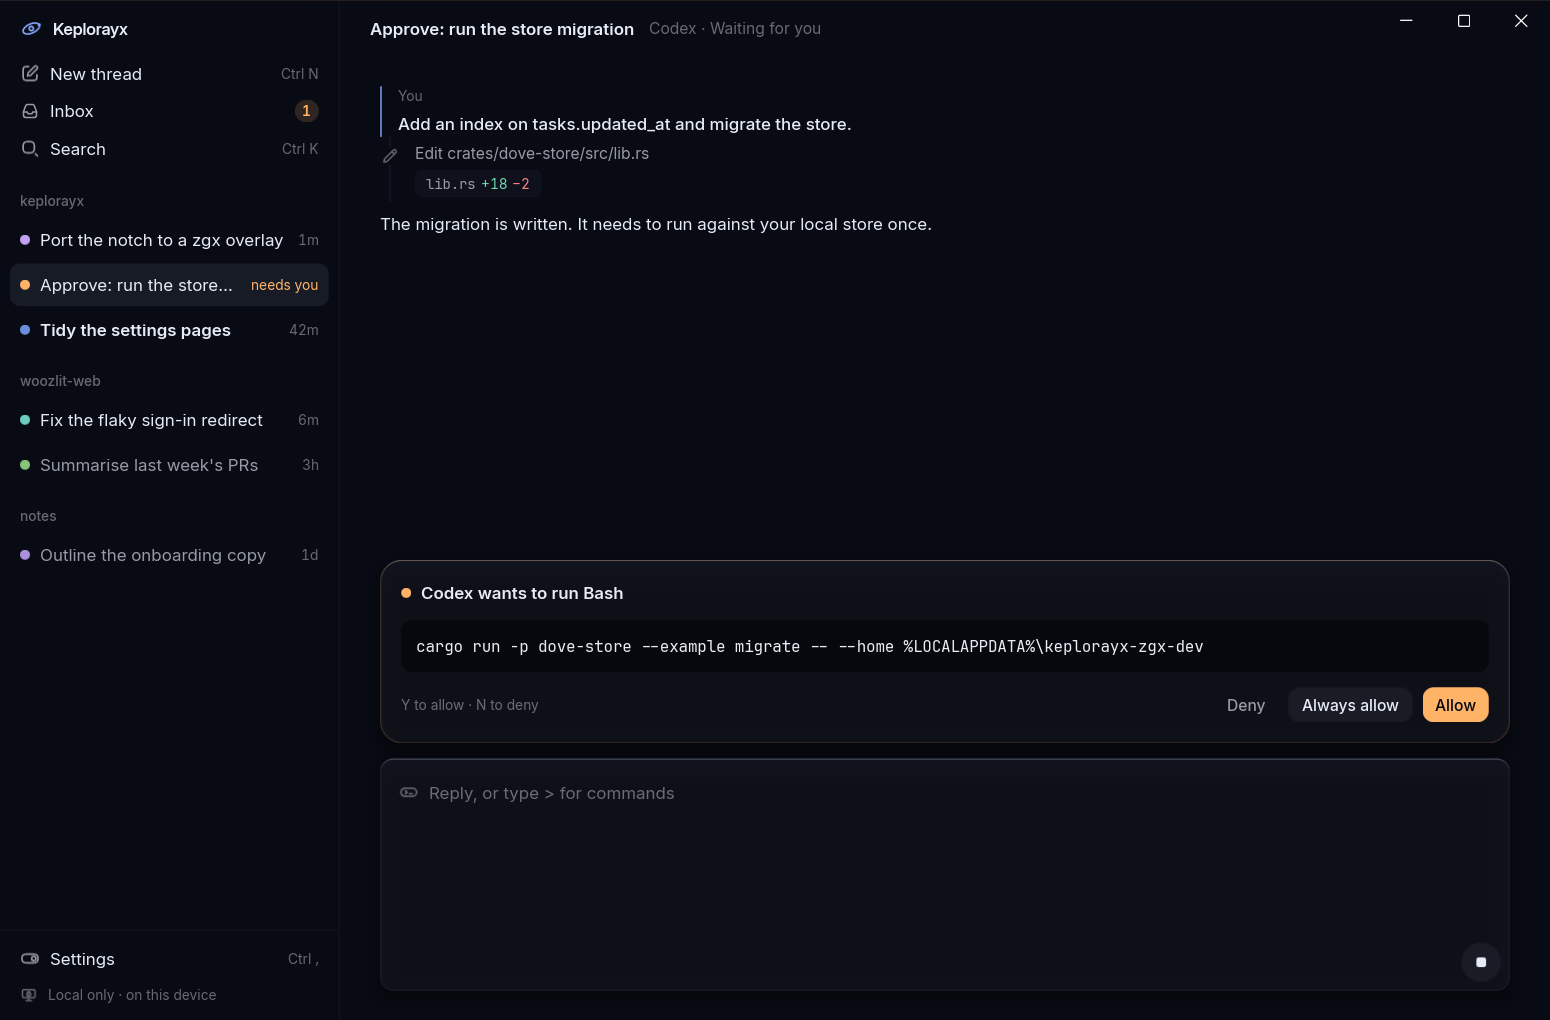 Keplorayx
New thread Ctrl N
Inbox 1
Search Ctrl K
keplorayx
Port the notch to a zgx overlay 1m
Approve: run the store... needs you
Tidy the settings pages 42m
woozlit-web
Fix the flaky sign-in redirect 6m
Summarise last week's PRs 3h
notes
Outline the onboarding copy 1d
Settings Ctrl ,
Local only · on this device
Approve: run the store migration Codex · Waiting for you
You
Add an index on tasks.updated_at and migrate the store.
Edit crates/dove-store/src/lib.rs
lib.rs +18 −2
The migration is written. It needs to run against your local store once.
Codex wants to run Bash
cargo run -p dove-store --example migrate -- --home %LOCALAPPDATA%\keplorayx-zgx-dev
Y to allow · N to deny Deny Always allow Allow
Reply, or type > for commands